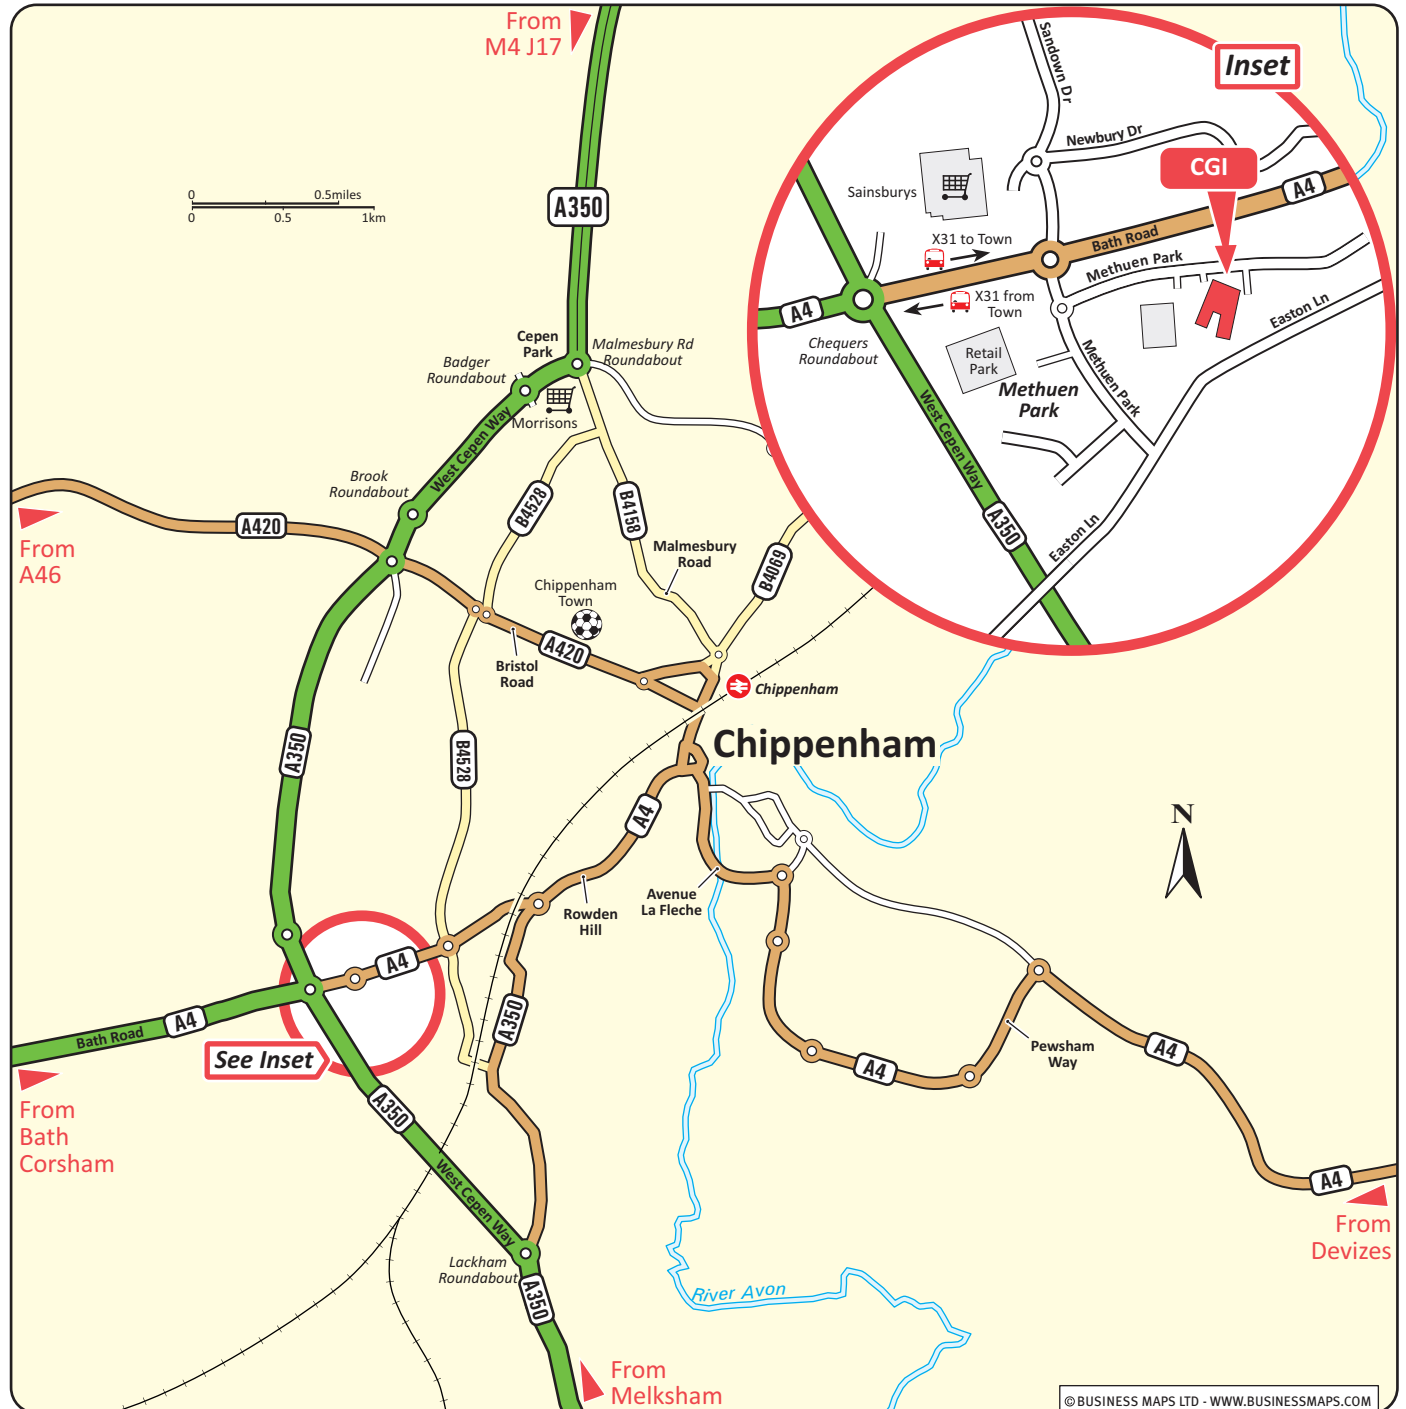 From
M4 J17
Inset
Sandown Dr
Newbury Dr
CGI
Sainsburys
A4
X31 to Town
Bath Road
Methuen Park
X31 from
Town
A4
Easton Ln
Chequers
Roundabout
Retail
Park
Methuen
Park
Methuen Park
West Cepen Way
A350
Easton Ln
0
0.5miles
0
0.5
1km
A350
Cepen
Park
Malmesbury Rd
Roundabout
Badger
Roundabout
Morrisons
West Cepen Way
Brook
Roundabout
B4528
B4158
A420
From
A46
Malmesbury
Road
B4069
Chippenham
Town
A420
Bristol
Road
Chippenham
Chippenham
A350
B4528
A4
N
Avenue
La Fleche
Rowden
Hill
A4
A350
Bath Road
A4
See Inset
Pewsham
Way
A4
A4
From
Bath
Corsham
A350
West Cepen Way
A4
From
Devizes
Lackham
Roundabout
A350
River Avon
From
Melksham
© BUSINESS MAPS LTD - WWW.BUSINESSMAPS.COM